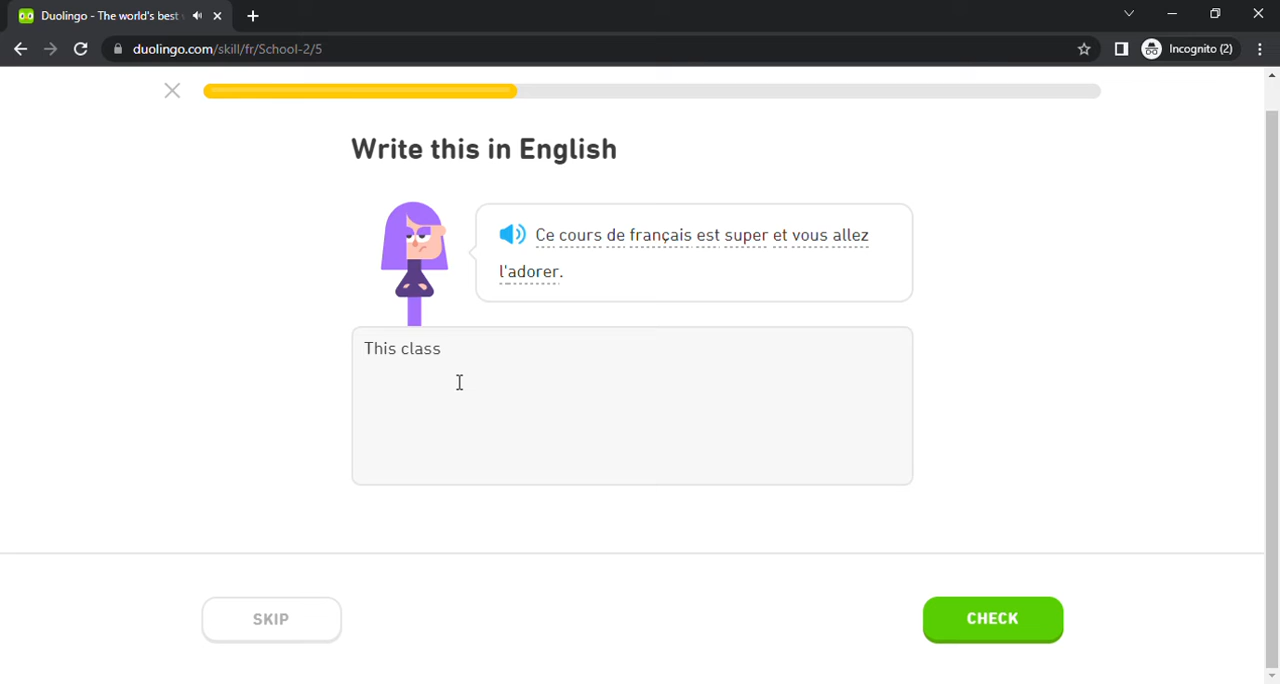 Duolingo - The world's best
duolingo.com/skill/fr/School-2/5
Incognito (2)
Write this in English
Ce cours de français est super et vous allez
l'adorer.
This class
SKIP
CHECK